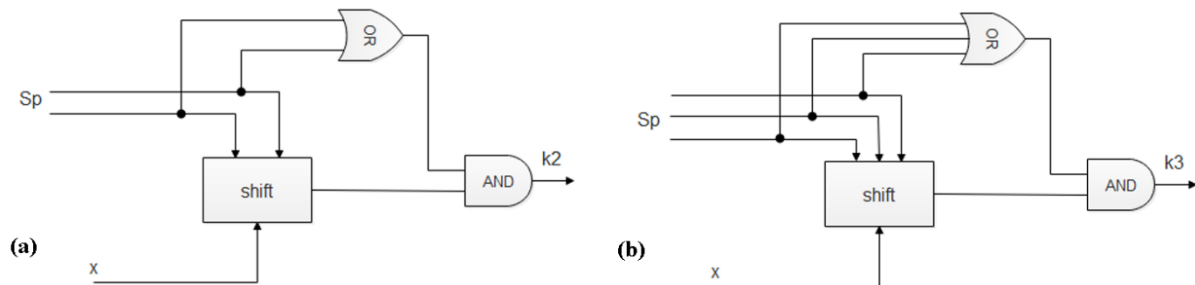 OR
Sp
shift
AND
k2
x
(a)
OR
Sp
shift
AND
k3
x
(b)